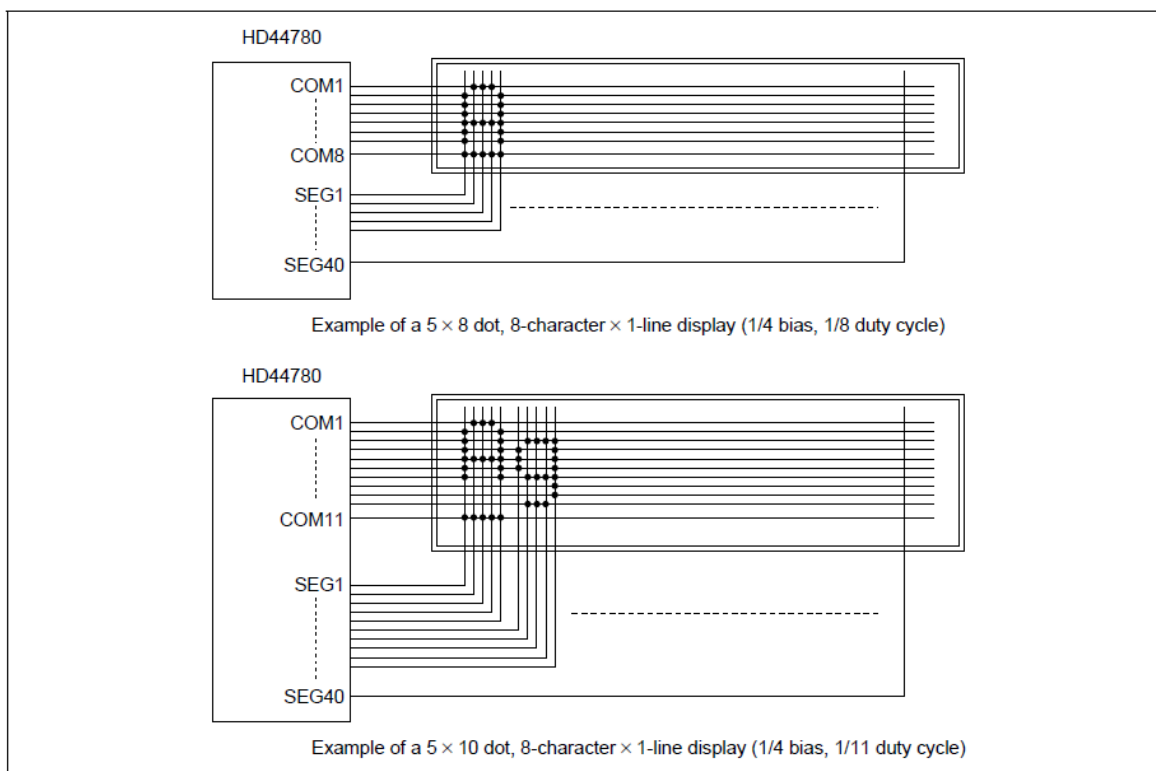 HD44780
COM1
COM8
SEG1
SEG40
Example of a 5 × 8 dot, 8-character × 1-line display (1/4 bias, 1/8 duty cycle)
HD44780
COM1
COM11
SEG1
SEG40
Example of a 5 × 10 dot, 8-character × 1-line display (1/4 bias, 1/11 duty cycle)